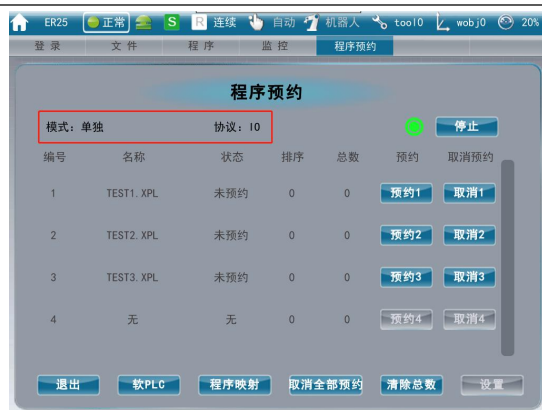 ER25 正常 S R 连续 自动 机器人 tool0 wobj0 20%
登录 文件 程序 监控 程序预约
程序预约
模式：单独 协议：IO 停止
编号 名称 状态 排序 总数 预约 取消预约
1 TEST1.XPL 未预约 0 0 预约1 取消1
2 TEST2.XPL 未预约 0 0 预约2 取消2
3 TEST3.XPL 未预约 0 0 预约3 取消3
4 无 无 0 0 预约4 取消4
退出 软PLC 程序映射 取消全部预约 清除总数 设置